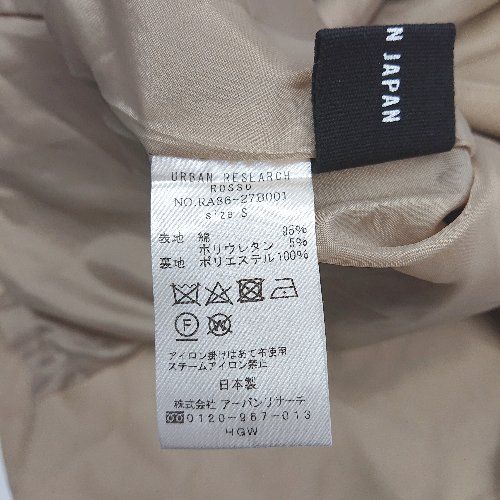 N JAPAN
URBAN RESEARCH
ROSSO
NO.RA86-27B001
size S
表地 綿 95%
ポリウレタン 5%
裏地 ポリエステル100%
F W
アイロン掛けはあて布使用
スチームアイロン禁止
日本製
株式会社 アーバンリサーチ
0120-967-013
HGW